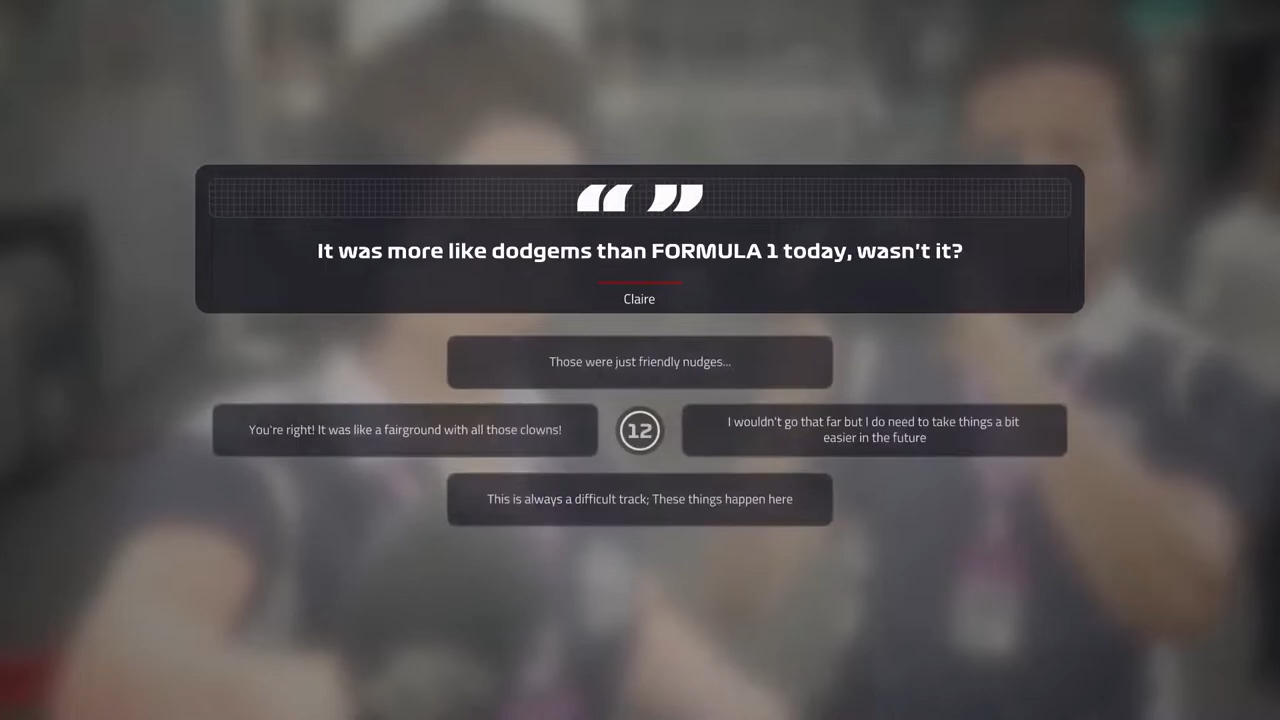 “ ”
It was more like dodgems than FORMULA 1 today, wasn't it?
Claire
Those were just friendly nudges...
You're right! It was like a fairground with all those clowns!
12
I wouldn't go that far but I do need to take things a bit
easier in the future
This is always a difficult track; These things happen here